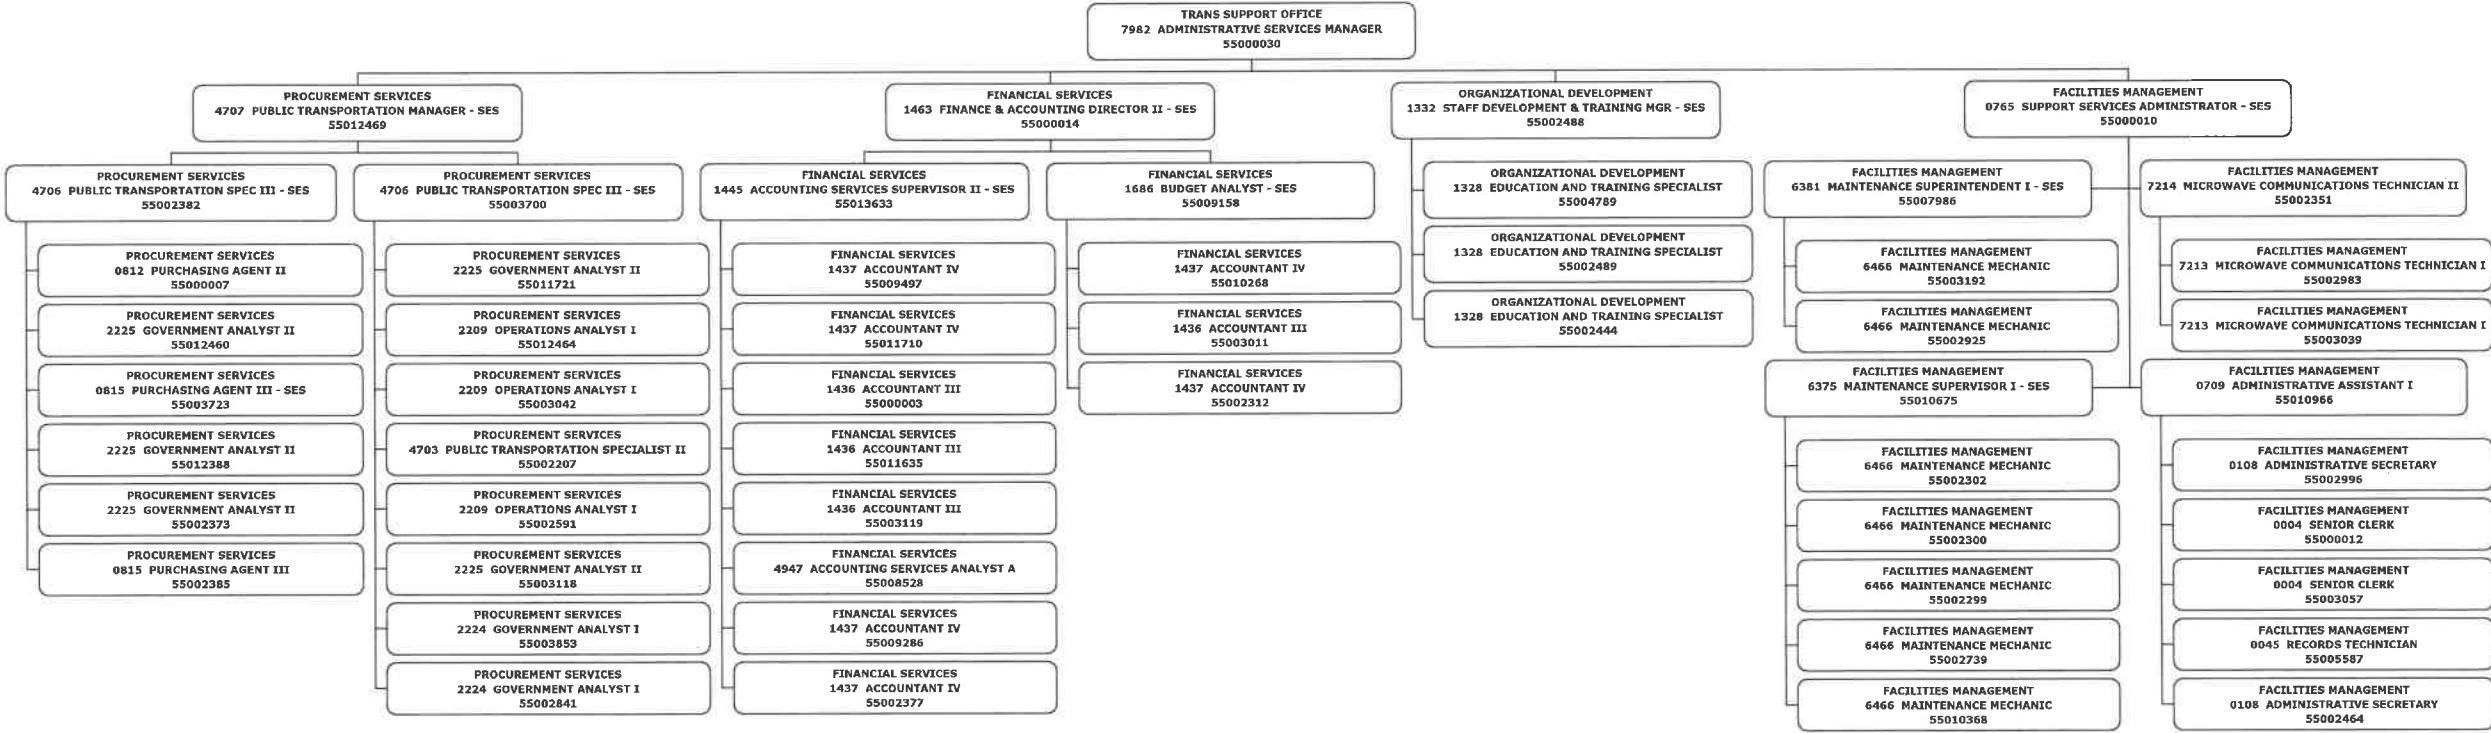 TRANS SUPPORT OFFICE
7982 ADMINISTRATIVE SERVICES MANAGER
55000030
PROCUREMENT SERVICES
4707 PUBLIC TRANSPORTATION MANAGER - SES
55012469
FINANCIAL SERVICES
1463 FINANCE & ACCOUNTING DIRECTOR II - SES
55000014
ORGANIZATIONAL DEVELOPMENT
1332 STAFF DEVELOPMENT & TRAINING MGR - SES
55002488
FACILITIES MANAGEMENT
0765 SUPPORT SERVICES ADMINISTRATOR - SES
55000010
PROCUREMENT SERVICES
4706 PUBLIC TRANSPORTATION SPEC III - SES
55002382
PROCUREMENT SERVICES
0812 PURCHASING AGENT II
55000007
PROCUREMENT SERVICES
2225 GOVERNMENT ANALYST II
55012460
PROCUREMENT SERVICES
0815 PURCHASING AGENT III - SES
55003723
PROCUREMENT SERVICES
2225 GOVERNMENT ANALYST II
55012388
PROCUREMENT SERVICES
2225 GOVERNMENT ANALYST II
55002373
PROCUREMENT SERVICES
0815 PURCHASING AGENT III
55002385
PROCUREMENT SERVICES
4706 PUBLIC TRANSPORTATION SPEC III - SES
55003700
PROCUREMENT SERVICES
2225 GOVERNMENT ANALYST II
55011721
PROCUREMENT SERVICES
2209 OPERATIONS ANALYST I
55012464
PROCUREMENT SERVICES
2209 OPERATIONS ANALYST I
55003042
PROCUREMENT SERVICES
4703 PUBLIC TRANSPORTATION SPECIALIST II
55002207
PROCUREMENT SERVICES
2209 OPERATIONS ANALYST I
55002591
PROCUREMENT SERVICES
2225 GOVERNMENT ANALYST II
55003118
PROCUREMENT SERVICES
2224 GOVERNMENT ANALYST I
55003853
PROCUREMENT SERVICES
2224 GOVERNMENT ANALYST I
55002841
FINANCIAL SERVICES
1445 ACCOUNTING SERVICES SUPERVISOR II - SES
55013633
FINANCIAL SERVICES
1437 ACCOUNTANT IV
55009497
FINANCIAL SERVICES
1437 ACCOUNTANT IV
55011710
FINANCIAL SERVICES
1436 ACCOUNTANT III
55000003
FINANCIAL SERVICES
1436 ACCOUNTANT III
55011635
FINANCIAL SERVICES
1436 ACCOUNTANT III
55003119
FINANCIAL SERVICES
4947 ACCOUNTING SERVICES ANALYST A
55008528
FINANCIAL SERVICES
1437 ACCOUNTANT IV
55009286
FINANCIAL SERVICES
1437 ACCOUNTANT IV
55002377
FINANCIAL SERVICES
1686 BUDGET ANALYST - SES
55009158
FINANCIAL SERVICES
1437 ACCOUNTANT IV
55010268
FINANCIAL SERVICES
1436 ACCOUNTANT III
55003011
FINANCIAL SERVICES
1437 ACCOUNTANT IV
55002312
ORGANIZATIONAL DEVELOPMENT
1328 EDUCATION AND TRAINING SPECIALIST
55004789
ORGANIZATIONAL DEVELOPMENT
1328 EDUCATION AND TRAINING SPECIALIST
55002489
ORGANIZATIONAL DEVELOPMENT
1328 EDUCATION AND TRAINING SPECIALIST
55002444
FACILITIES MANAGEMENT
6381 MAINTENANCE SUPERINTENDENT I - SES
55007986
FACILITIES MANAGEMENT
6466 MAINTENANCE MECHANIC
55003192
FACILITIES MANAGEMENT
6466 MAINTENANCE MECHANIC
55002925
FACILITIES MANAGEMENT
7214 MICROWAVE COMMUNICATIONS TECHNICIAN II
55002351
FACILITIES MANAGEMENT
7213 MICROWAVE COMMUNICATIONS TECHNICIAN I
55002983
FACILITIES MANAGEMENT
7213 MICROWAVE COMMUNICATIONS TECHNICIAN I
55003039
FACILITIES MANAGEMENT
6375 MAINTENANCE SUPERVISOR I - SES
55010675
FACILITIES MANAGEMENT
6466 MAINTENANCE MECHANIC
55002302
FACILITIES MANAGEMENT
6466 MAINTENANCE MECHANIC
55002300
FACILITIES MANAGEMENT
6466 MAINTENANCE MECHANIC
55002299
FACILITIES MANAGEMENT
6466 MAINTENANCE MECHANIC
55002739
FACILITIES MANAGEMENT
6466 MAINTENANCE MECHANIC
55010368
FACILITIES MANAGEMENT
0709 ADMINISTRATIVE ASSISTANT I
55010966
FACILITIES MANAGEMENT
0108 ADMINISTRATIVE SECRETARY
55002996
FACILITIES MANAGEMENT
0004 SENIOR CLERK
55000012
FACILITIES MANAGEMENT
0004 SENIOR CLERK
55003057
FACILITIES MANAGEMENT
0045 RECORDS TECHNICIAN
55005587
FACILITIES MANAGEMENT
0108 ADMINISTRATIVE SECRETARY
55002464